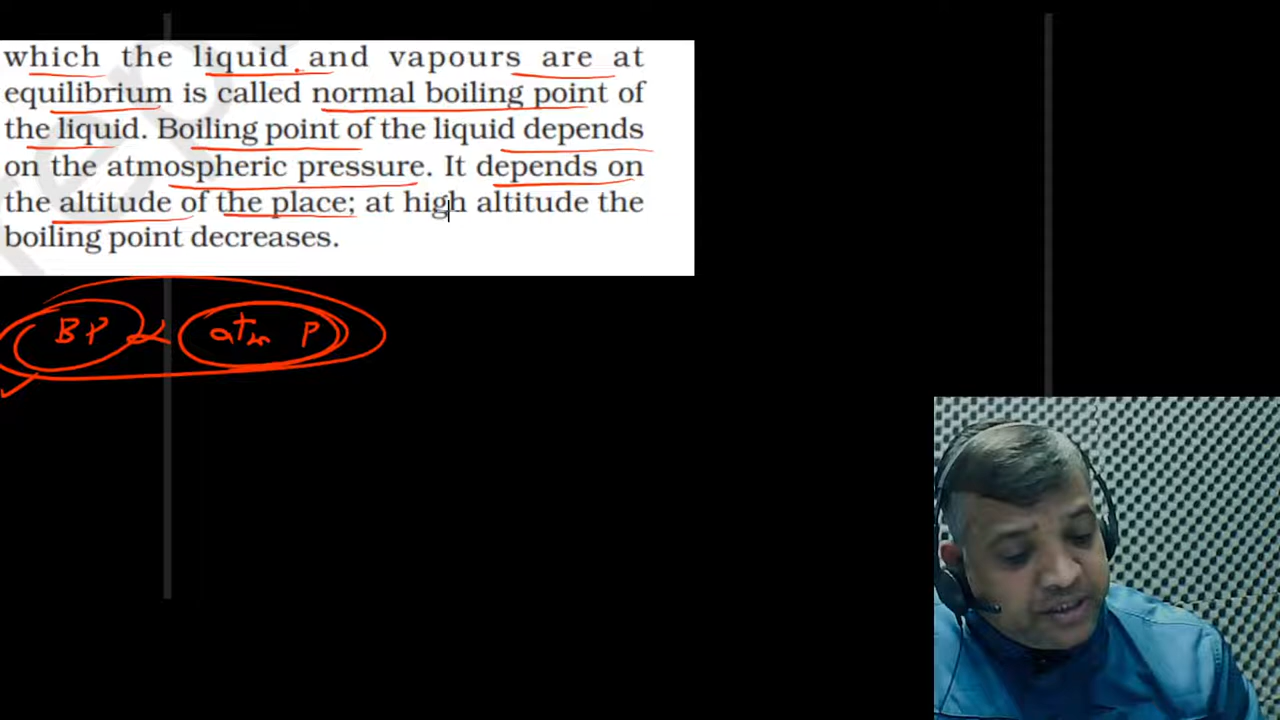 which the liquid and vapours are at
equilibrium is called normal boiling point of
the liquid. Boiling point of the liquid depends
on the atmospheric pressure. It depends on
the altitude of the place; at high altitude the
boiling point decreases.
BP ∝ atm P